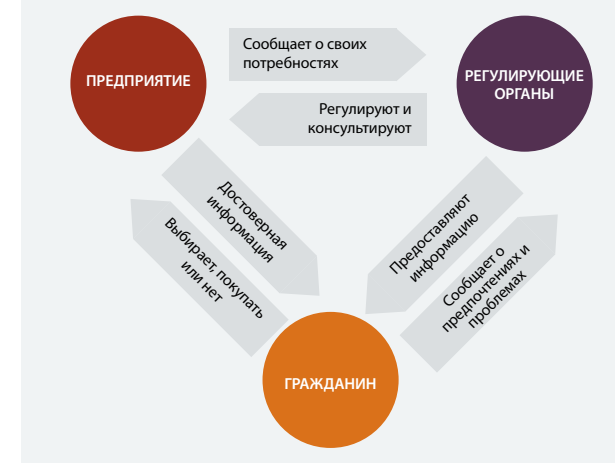 Сообщает о своих
потребностях
ПРЕДПРИЯТИЕ
РЕГУЛИРУЮЩИЕ
ОРГАНЫ
Регулируют и
консультируют
Достоверная
информация
Выбирает, покупать
или нет
Предоставляют
информацию
Сообщает о
предпочтениях и
проблемах
ГРАЖДАНИН